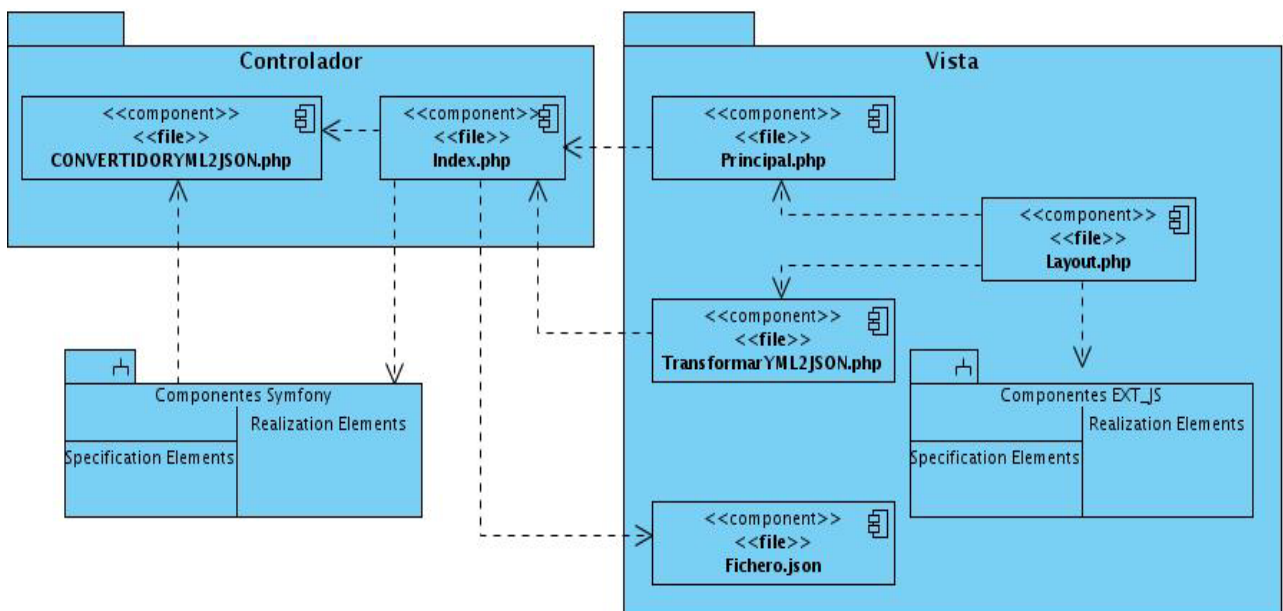 Controlador
<<component>>
<<file>>
CONVERTIDORYML2JSON.php
<<component>>
<<file>>
Index.php
Componentes Symfony
Realization Elements
Specification Elements
Vista
<<component>>
<<file>>
Principal.php
<<component>>
<<file>>
Layout.php
<<component>>
<<file>>
TransformarYML2JSON.php
Componentes EXT_JS
Realization Elements
Specification Elements
<<component>>
<<file>>
Fichero.json